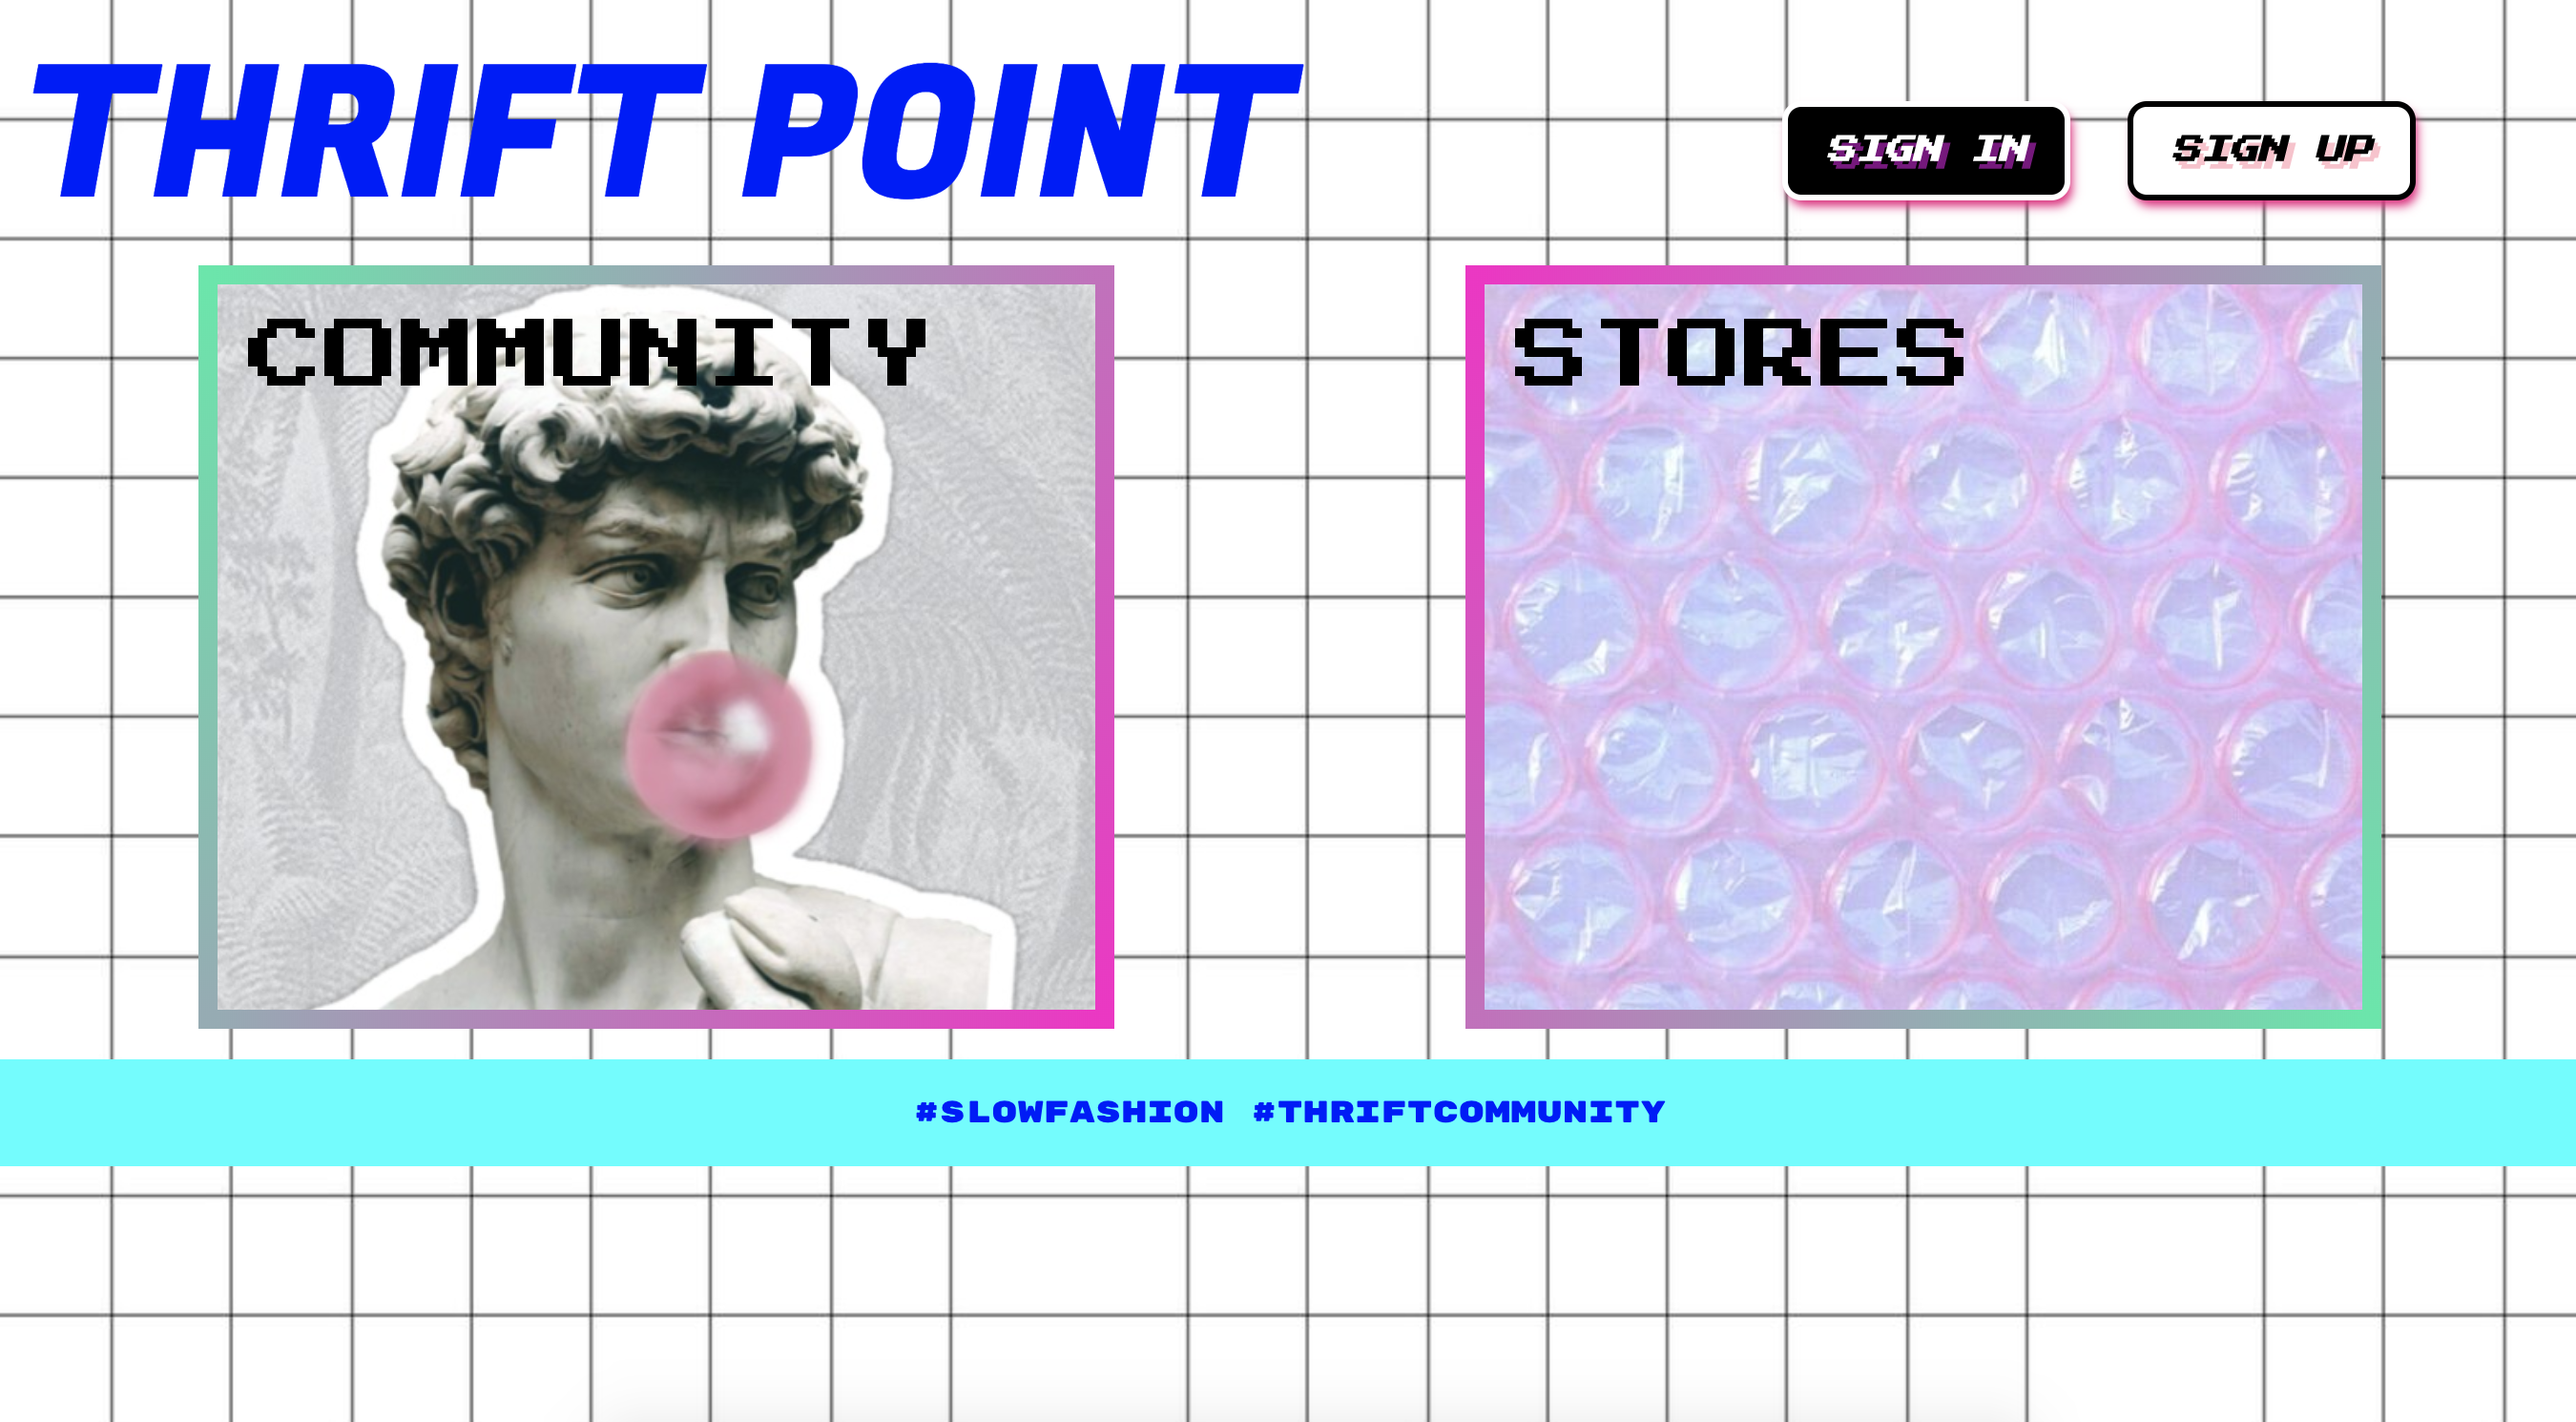 THRIFT POINT
SIGN IN
SIGN UP
COMMUNITY
STORES
#SLOWFASHION #THRIFTCOMMUNITY